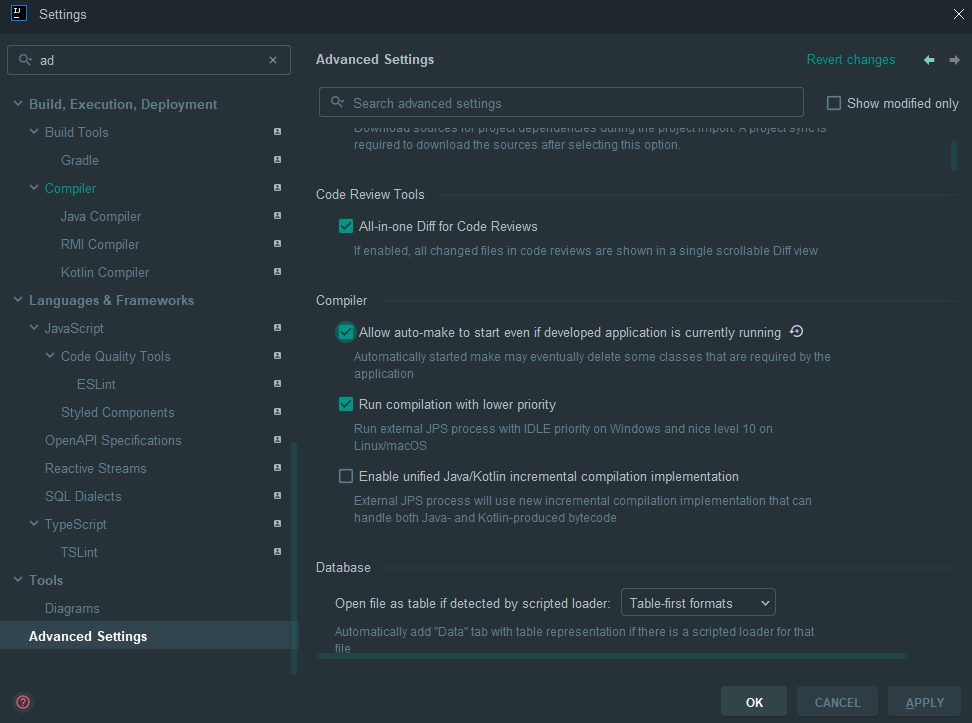 IJ
Settings
ad
Build, Execution, Deployment
Build Tools
Gradle
Compiler
Java Compiler
RMI Compiler
Kotlin Compiler
Languages & Frameworks
JavaScript
Code Quality Tools
ESLint
Styled Components
OpenAPI Specifications
Reactive Streams
SQL Dialects
TypeScript
TSLint
Tools
Diagrams
Advanced Settings
Advanced Settings
Revert changes
Search advanced settings
Show modified only
Download sources for project dependencies during the project import. A project sync is
required to download the sources after selecting this option.
Code Review Tools
All-in-one Diff for Code Reviews
If enabled, all changed files in code reviews are shown in a single scrollable Diff view
Compiler
Allow auto-make to start even if developed application is currently running
Automatically started make may eventually delete some classes that are required by the
application
Run compilation with lower priority
Run external JPS process with IDLE priority on Windows and nice level 10 on
Linux/macOS
Enable unified Java/Kotlin incremental compilation implementation
External JPS process will use new incremental compilation implementation that can
handle both Java- and Kotlin-produced bytecode
Database
Open file as table if detected by scripted loader:
Table-first formats
Automatically add "Data" tab with table representation if there is a scripted loader for that
file
?
OK
CANCEL
APPLY